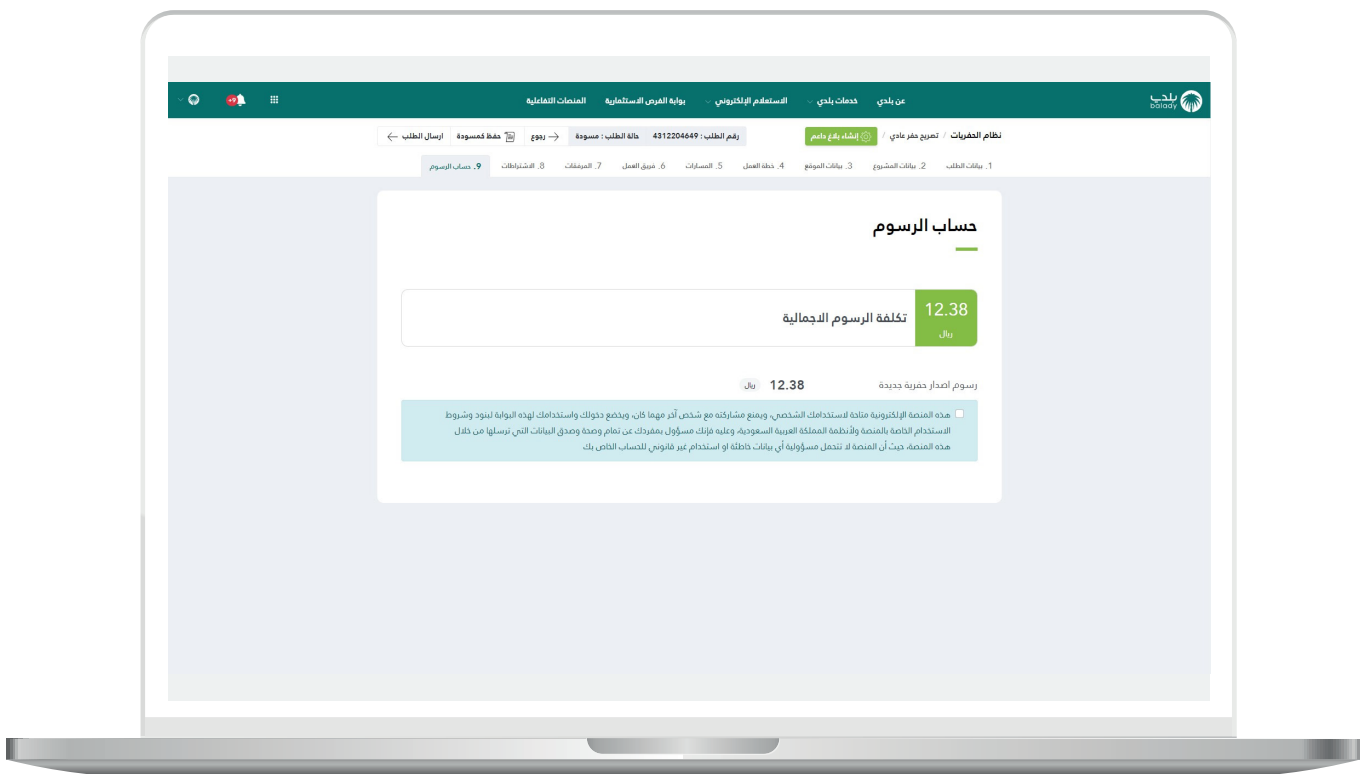 بلدي
balady
عن بلدي
خدمات بلدي
الاستعلام الإلكتروني
بوابة الفرص الاستثمارية
المنصات التفاعلية
+9
نظام الحفريات / تصريح حفر عادي /
إنشاء بلاغ داعم
رقم الطلب : 4312204649 حالة الطلب : مسودة
رجوع
حفظ كمسودة
ارسال الطلب
1. بيانات الطلب
2. بيانات المشروع
3. بيانات الموقع
4. خطة العمل
5. المسارات
6. فريق العمل
7. المرفقات
8. الاشتراطات
9. حساب الرسوم
حساب الرسوم
12.38
ريال
تكلفة الرسوم الاجمالية
رسوم اصدار حفرية جديدة 12.38 ريال
هذه المنصة الإلكترونية متاحة لاستخدامك الشخصي، ويمنع مشاركته مع شخص آخر مهما كان، ويخضع دخولك واستخدامك لهذه البوابة لبنود وشروط
الاستخدام الخاصة بالمنصة ولأنظمة المملكة العربية السعودية، وعليه فإنك مسؤول بمفردك عن تمام وصحة وصدق البيانات التي ترسلها من خلال
هذه المنصة، حيث أن المنصة لا تتحمل مسؤولية أي بيانات خاطئة او استخدام غير قانوني للحساب الخاص بك